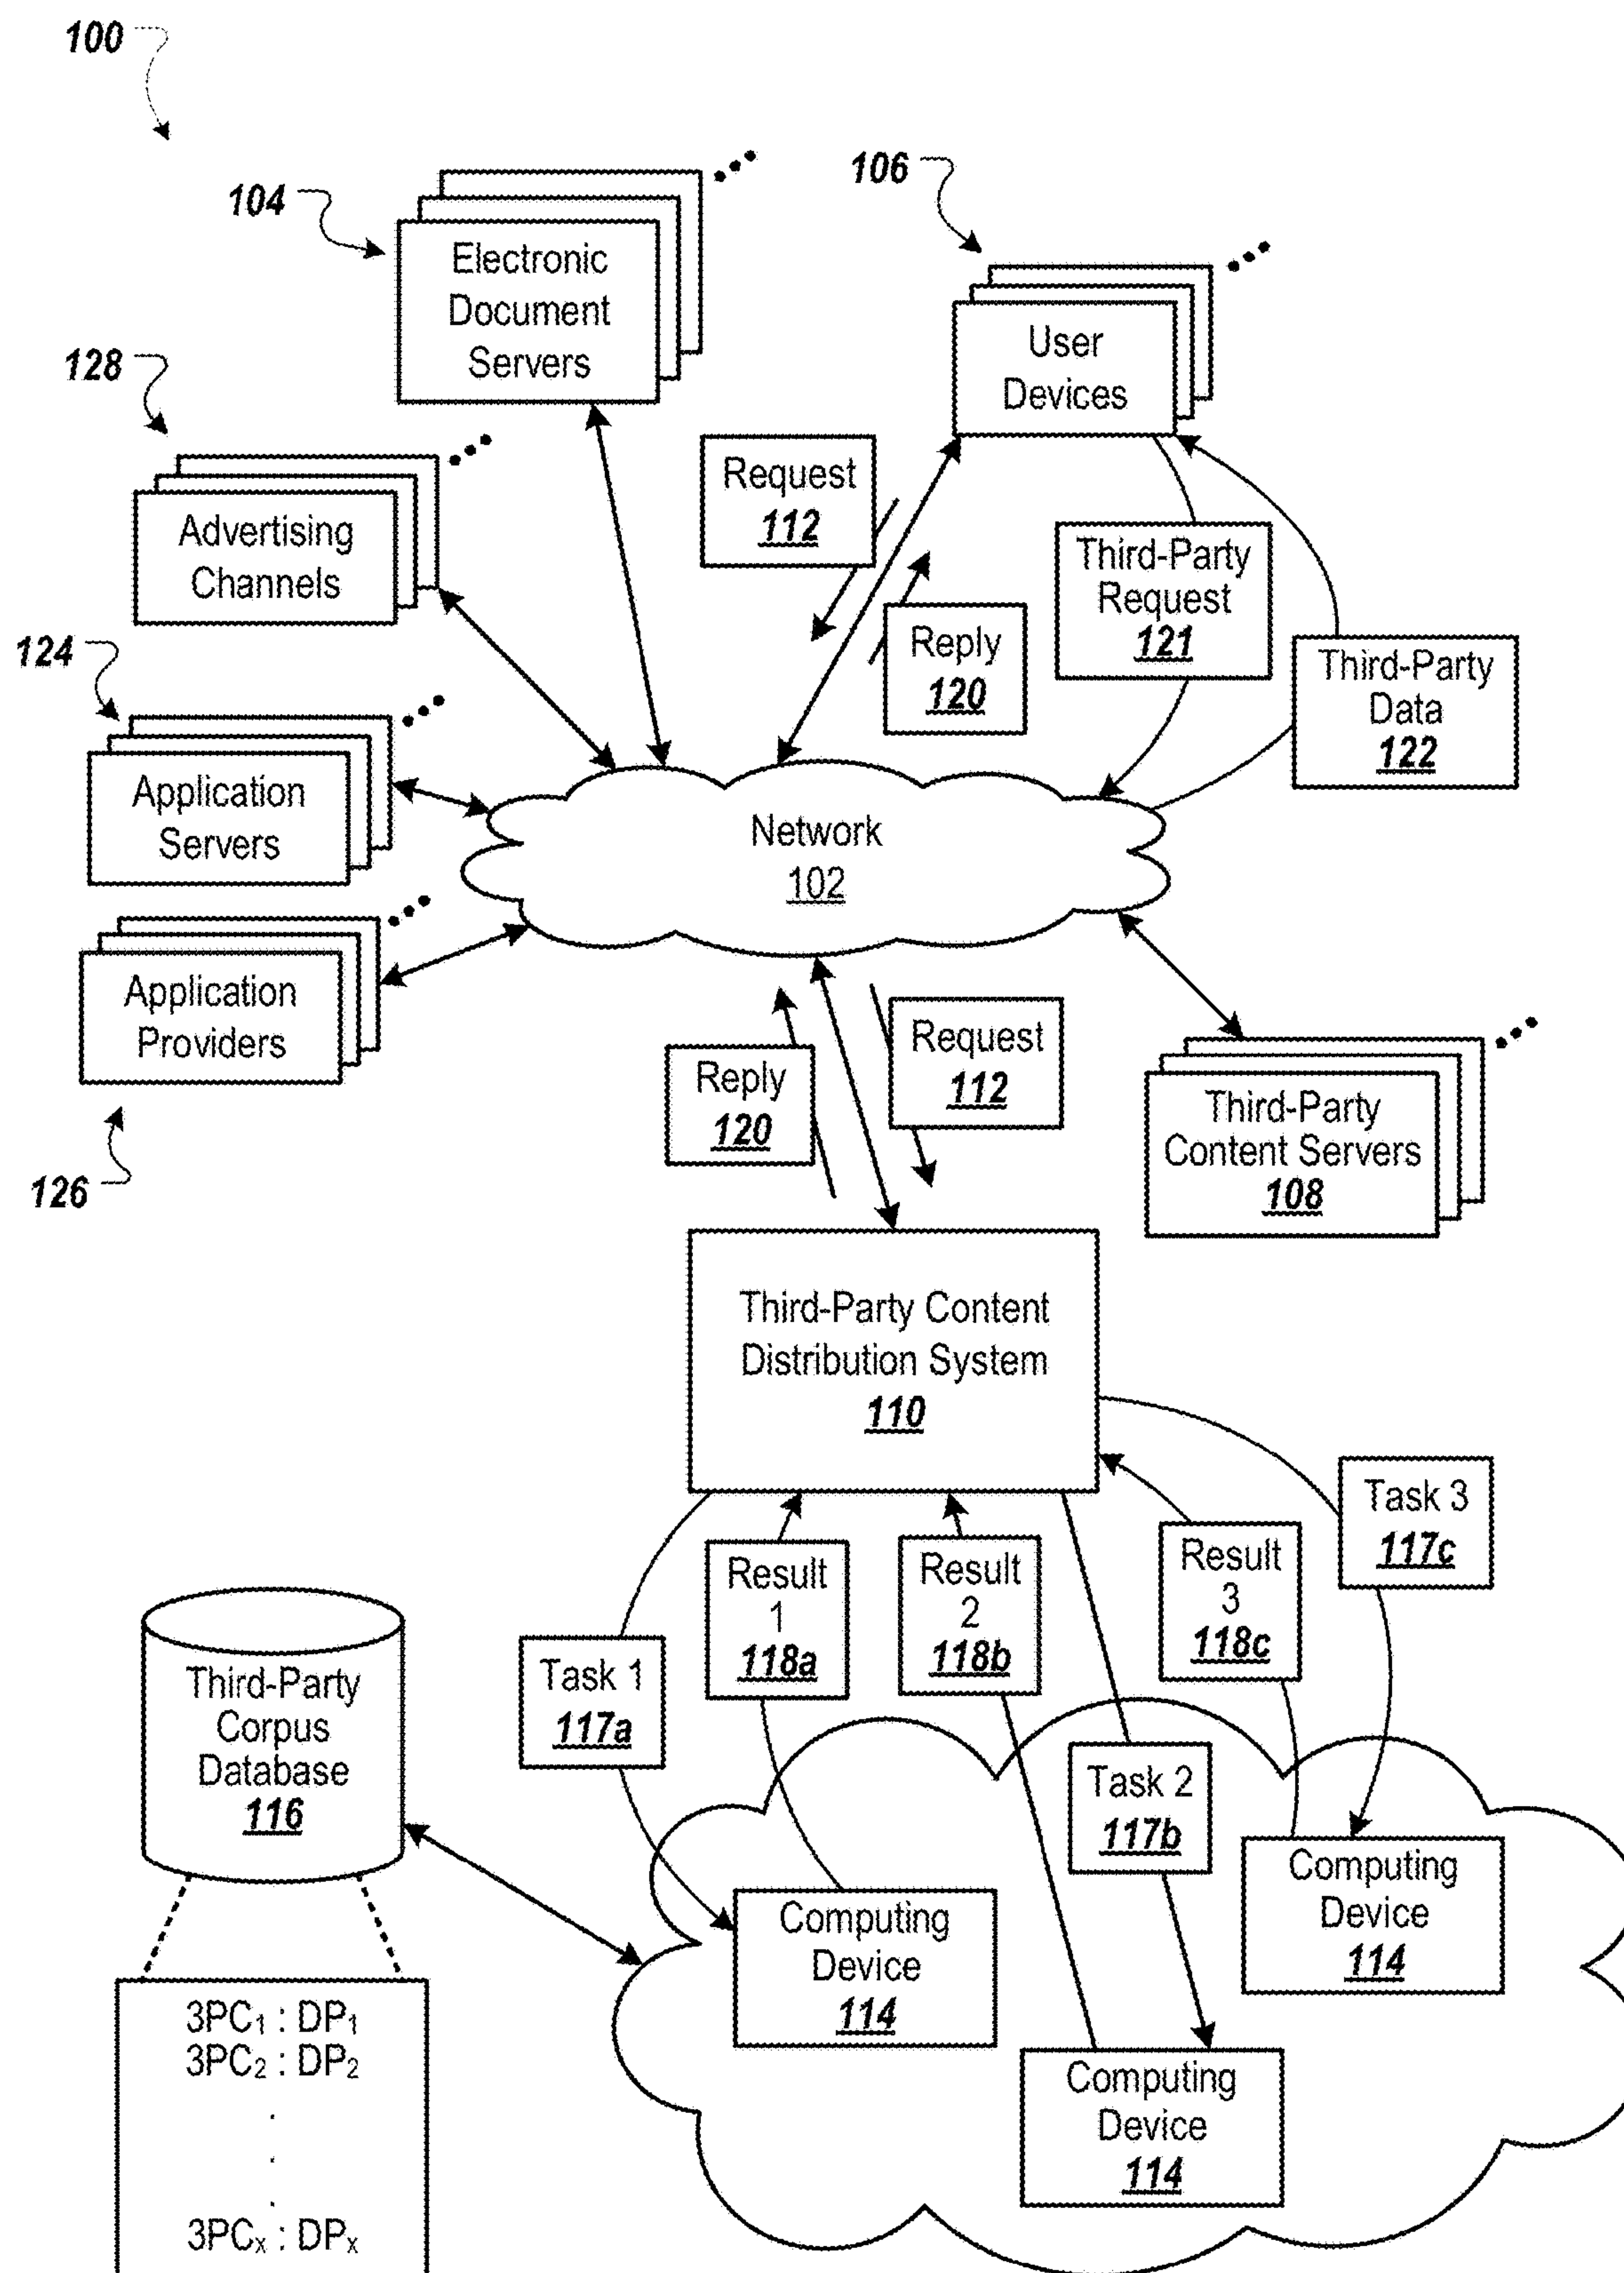 100
104
Electronic
Document
Servers
106
User
Devices
128
Advertising
Channels
Request
112
Reply
120
Third-Party
Request
121
Third-Party
Data
122
124
Application
Servers
Network
102
Application
Providers
126
Reply
120
Request
112
Third-Party
Content Servers
108
Third-Party Content
Distribution System
110
Task 1
117a
Result
1
118a
Result
2
118b
Result
3
118c
Task 3
117c
Task 2
117b
Third-Party
Corpus
Database
116
Computing
Device
114
Computing
Device
114
Computing
Device
114
3PC₁ : DP₁
3PC₂ : DP₂
.
.
.
3PCₓ : DPₓ